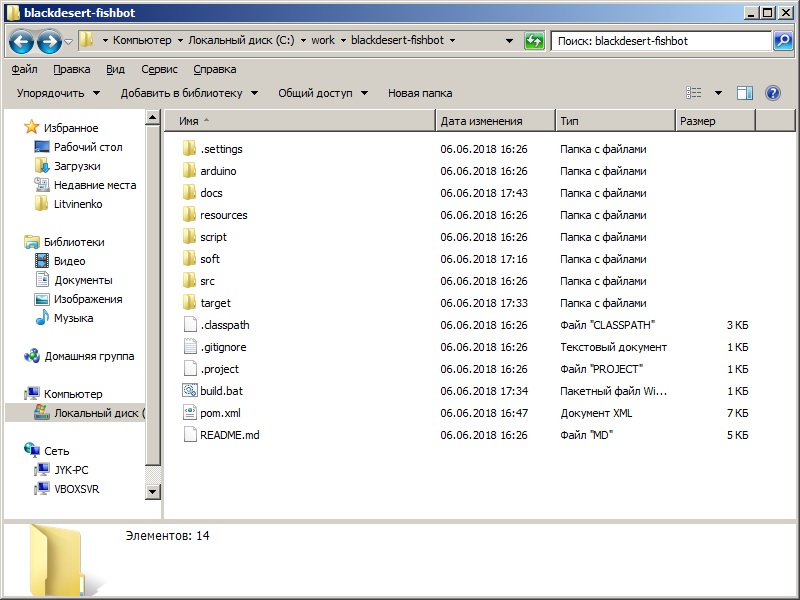 blackdesert-fishbot
Компьютер Локальный диск (C:) work blackdesert-fishbot Поиск: blackdesert-fishbot
Файл Правка Вид Сервис Справка
Упорядочить Добавить в библиотеку Общий доступ Новая папка
Избранное
Рабочий стол
Загрузки
Недавние места
Litvinenko
Библиотеки
Видео
Документы
Изображения
Музыка
Домашняя группа
Компьютер
Локальный диск (
Сеть
JYK-PC
VBOXSVR
Имя Дата изменения Тип Размер
.settings 06.06.2018 16:26 Папка с файлами
arduino 06.06.2018 16:26 Папка с файлами
docs 06.06.2018 17:43 Папка с файлами
resources 06.06.2018 16:26 Папка с файлами
script 06.06.2018 16:26 Папка с файлами
soft 06.06.2018 17:16 Папка с файлами
src 06.06.2018 16:26 Папка с файлами
target 06.06.2018 17:33 Папка с файлами
.classpath 06.06.2018 16:26 Файл "CLASSPATH" 3 КБ
.gitignore 06.06.2018 16:26 Текстовый документ 1 КБ
.project 06.06.2018 16:26 Файл "PROJECT" 1 КБ
build.bat 06.06.2018 17:34 Пакетный файл Wi... 1 КБ
pom.xml 06.06.2018 16:47 Документ XML 7 КБ
README.md 06.06.2018 16:26 Файл "MD" 5 КБ
Элементов: 14